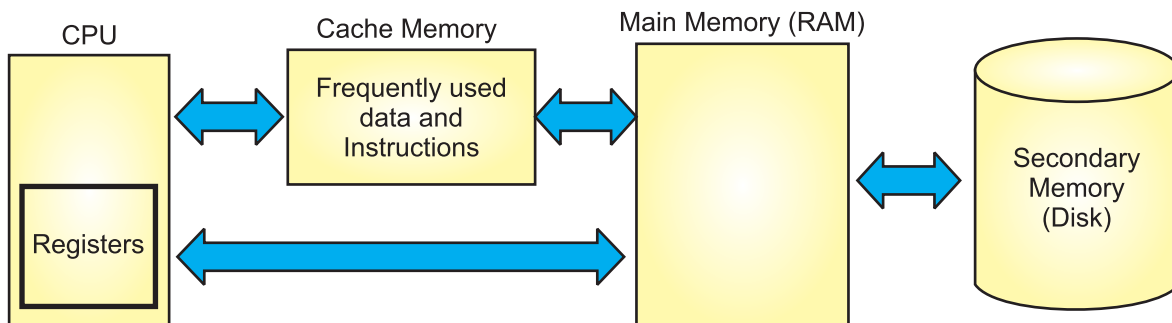 CPU
Cache Memory
Main Memory (RAM)
Frequently used
data and
Instructions
Registers
Secondary
Memory
(Disk)